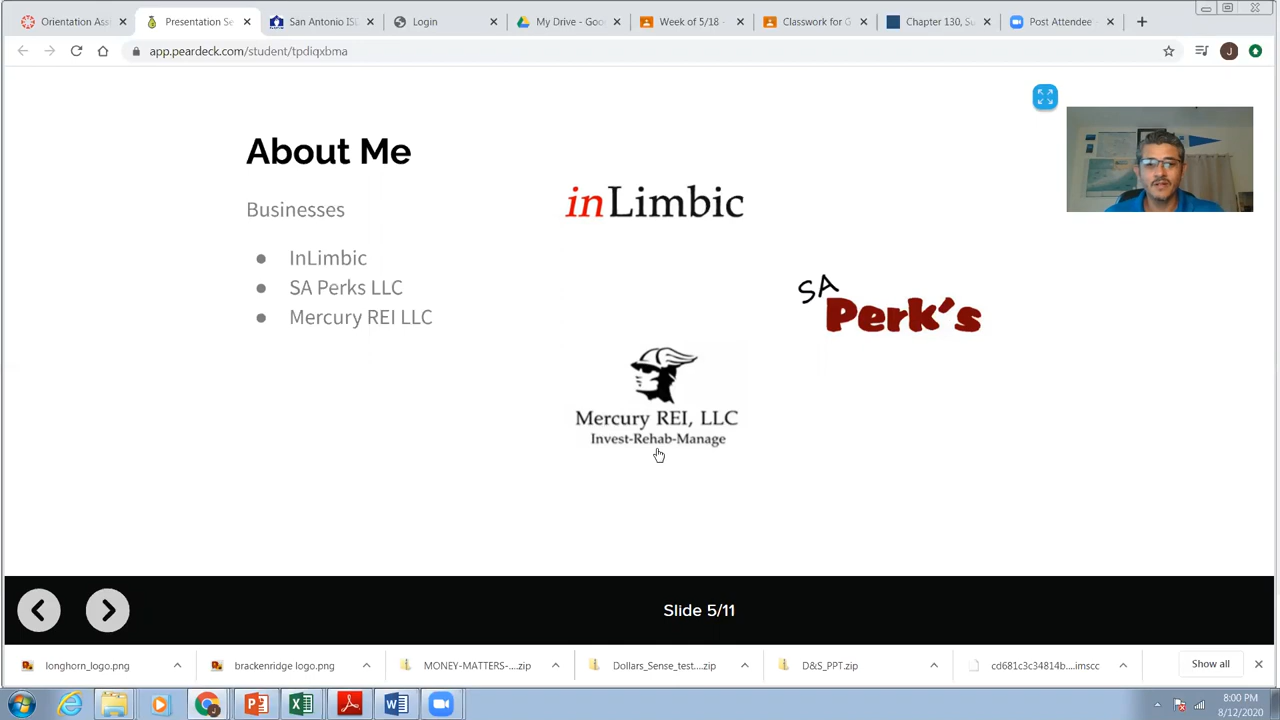 Orientation Ass
Presentation Se
San Antonio ISD
Login
My Drive - Goo
Week of 5/18 -
Classwork for
Chapter 130, S
Post Attendee -
app.peardeck.com/student/tpdiqxbma
J
About Me
Businesses
InLimbic
SA Perks LLC
Mercury REI LLC
inLimbic
SA
Perk's
Mercury REI, LLC
Invest-Rehab-Manage
Slide 5/11
longhorn_logo.png
brackenridge logo.png
MONEY-MATTERS-....zip
Dollars_Sense_test....zip
D&S_PPT.zip
cd681c3c34814b....imscc
Show all
8:00 PM
8/12/2020